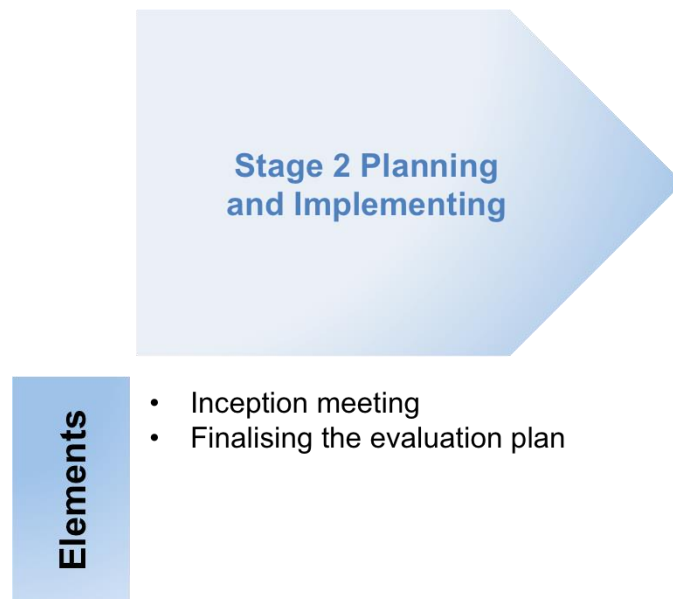 Stage 2 Planning
and Implementing
Elements
• Inception meeting
• Finalising the evaluation plan